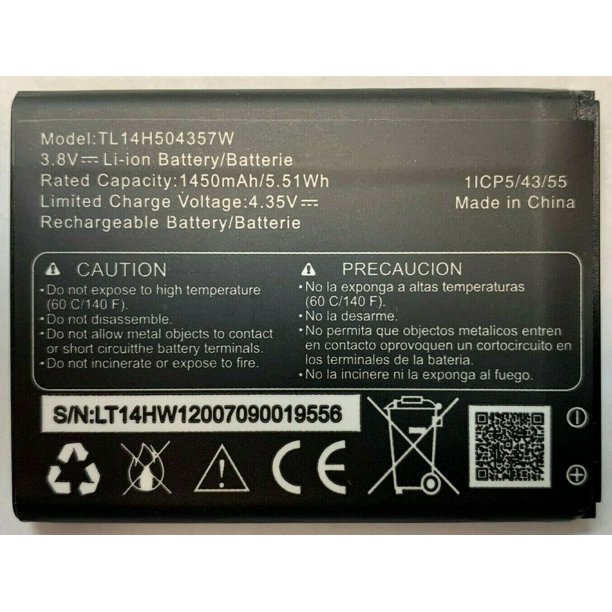 Model:TL14H504357W
3.8V⎓ Li-ion Battery/Batterie
Rated Capacity:1450mAh/5.51Wh
Limited Charge Voltage:4.35V⎓
Rechargeable Battery/Batterie
1ICP5/43/55
Made in China
CAUTION
•Do not expose to high temperature
(60 C/140 F).
•Do not disassemble.
•Do not allow metal objects to contact
or short circuitthe battery terminals.
•Do not incinerate or expose to fire.
PRECAUCION
•No la exponga a altas temperaturas
(60 C/140 F).
•No la desarme.
•No permita que objectos metalicos entren
en contacto oprovoquen un cortocircuito en
los terminales de la bateria.
•No la incinere ni la exponga al fuego.
S/N:LT14HW12007090019556